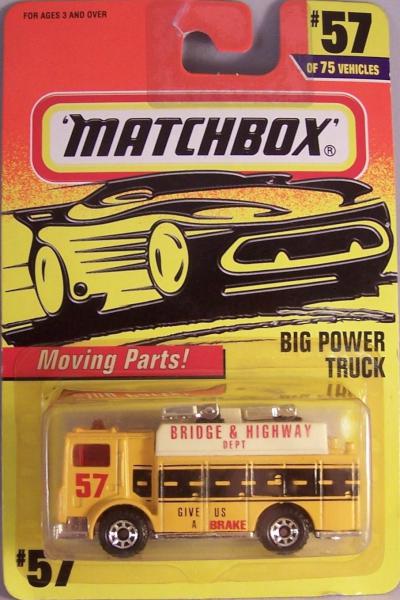 FOR AGES 3 AND OVER
#57
OF 75 VEHICLES
'MATCHBOX'®
BIG POWER
TRUCK
Moving Parts!
BRIDGE & HIGHWAY
DEPT
57
GIVE US
A BRAKE
#57